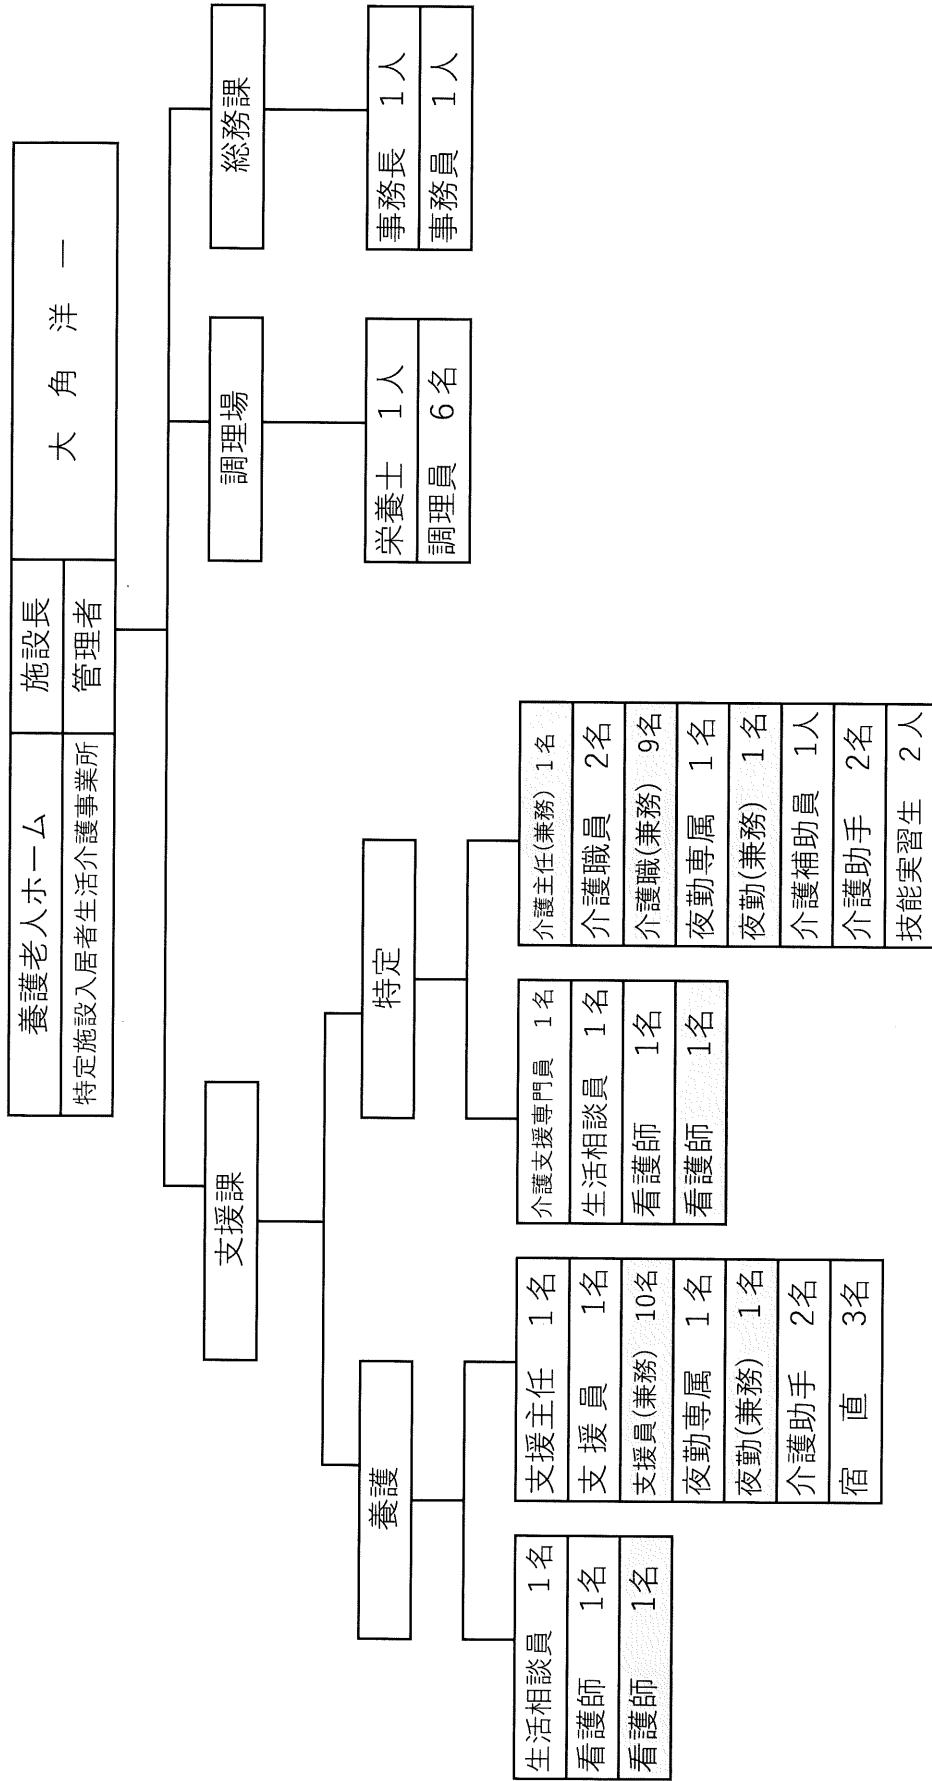 養護老人ホーム 施設長 大角洋一
特定施設入居者生活介護事業所 管理者
支援課
調理場
総務課
養護
特定
栄養士 1人
調理員 6名
事務長 1人
事務員 1人
生活相談員 1名
看護師 1名
看護師 1名
支援主任 1名
支援員 1名
支援員(兼務) 10名
夜勤専属 1名
夜勤(兼務) 1名
介護助手 2名
宿直 3名
介護支援専門員 1名
生活相談員 1名
看護師 1名
看護師 1名
介護主任(兼務) 1名
介護職員 2名
介護職(兼務) 9名
夜勤専属 1名
夜勤(兼務) 1名
介護補助員 1人
介護助手 2名
技能実習生 2人